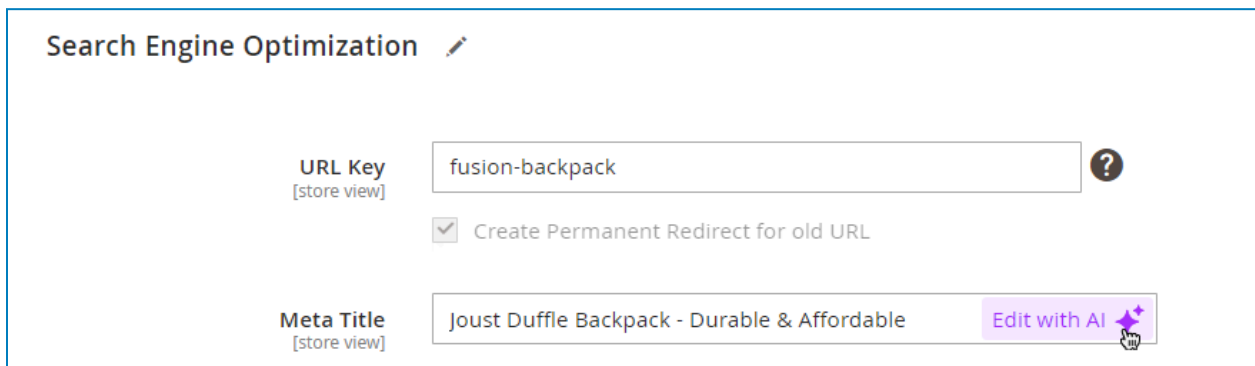 Search Engine Optimization
URL Key
fusion-backpack
?
[store view]
Create Permanent Redirect for old URL
Meta Title
Joust Duffle Backpack - Durable & Affordable
Edit with AI
[store view]